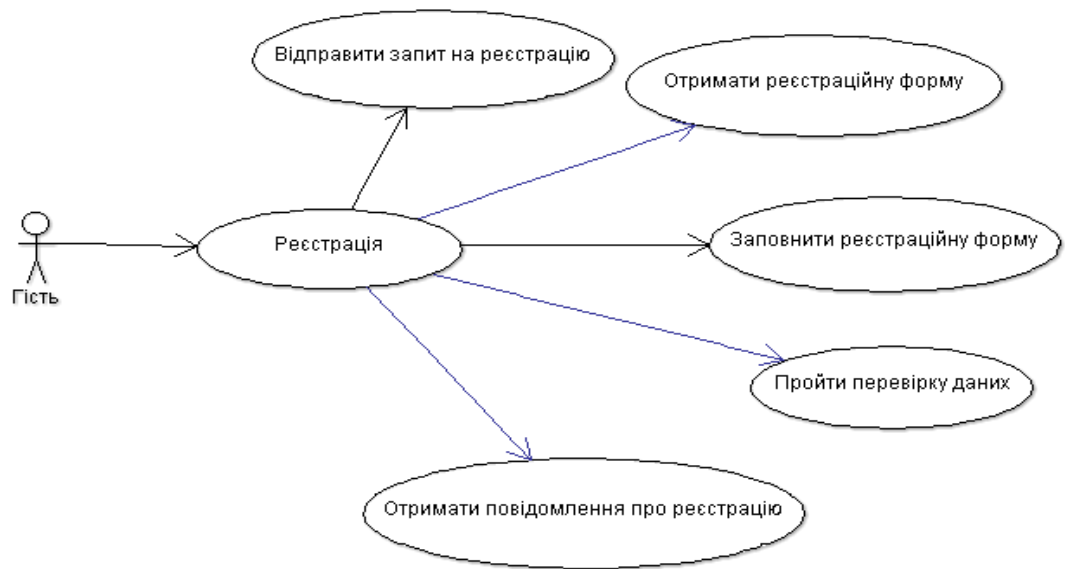 Відправити запит на реєстрацію
Отримати реєстраційну форму
Реєстрація
Заповнити реєстраційну форму
Гість
Пройти перевірку даних
Отримати повідомлення про реєстрацію